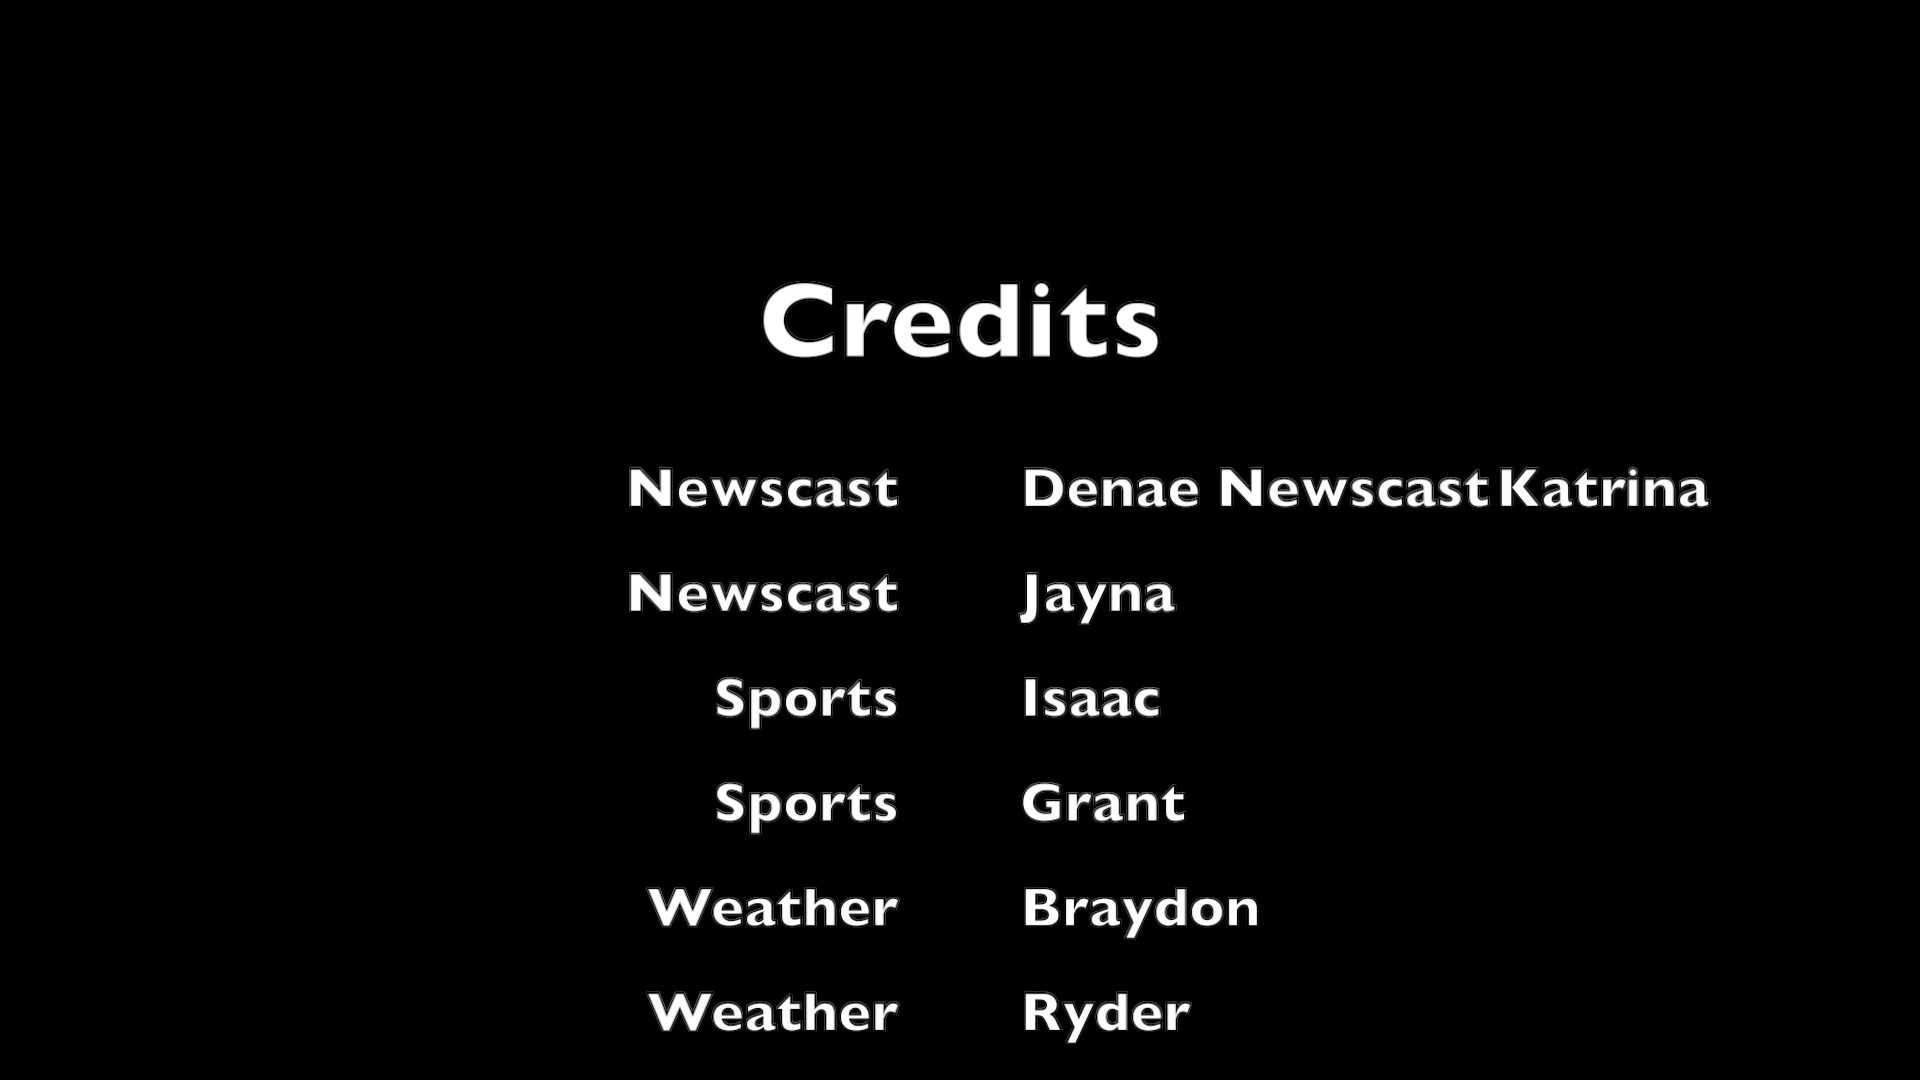 Credits
Newscast Denae Newscast Katrina
Newscast Jayna
Sports Isaac
Sports Grant
Weather Braydon
Weather Ryder